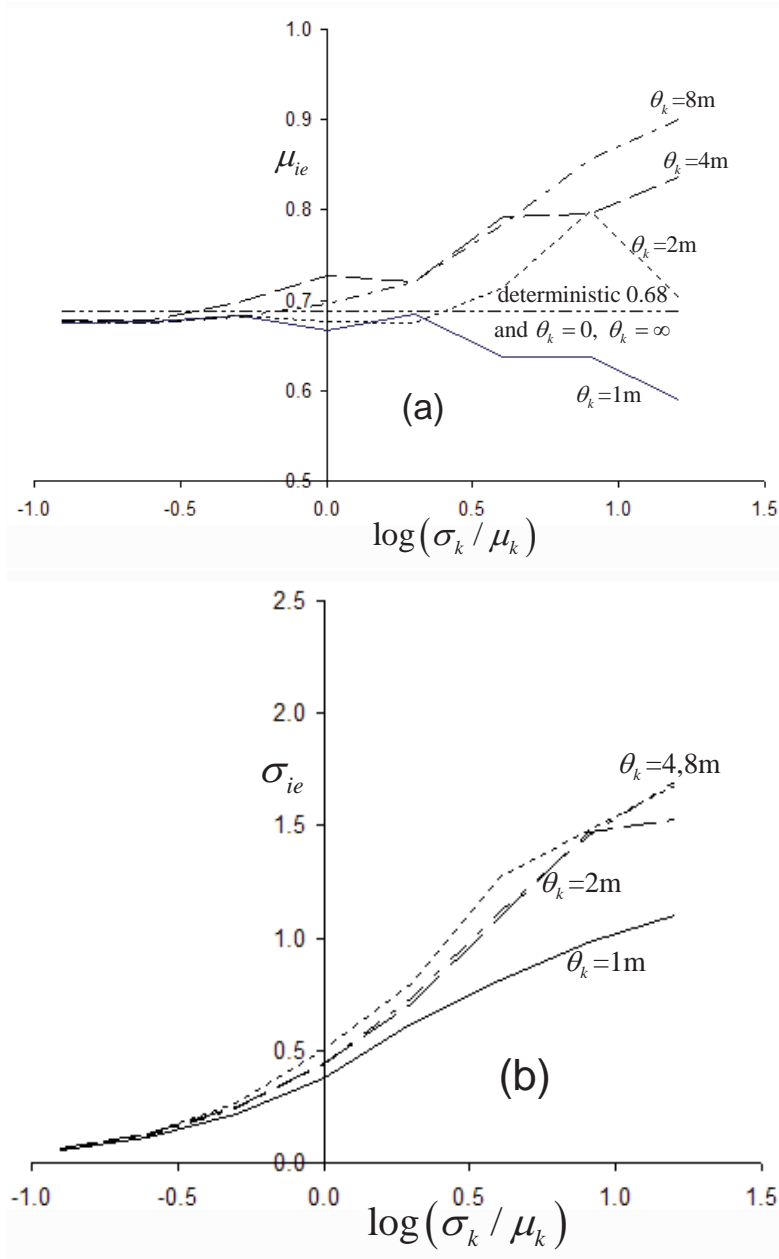 1.0
θk=8m
0.9
μie
θk=4m
0.8
θk=2m
deterministic 0.68
0.7
and θk = 0, θk = ∞
0.6
(a)
θk=1m
0.5
-1.0 -0.5 0.0 0.5 1.0 1.5
log(σk / μk)
2.5
2.0
σie
θk=4,8m
1.5
θk=2m
1.0
θk=1m
0.5
(b)
0.0
-1.0 -0.5 0.0 0.5 1.0 1.5
log(σk / μk)